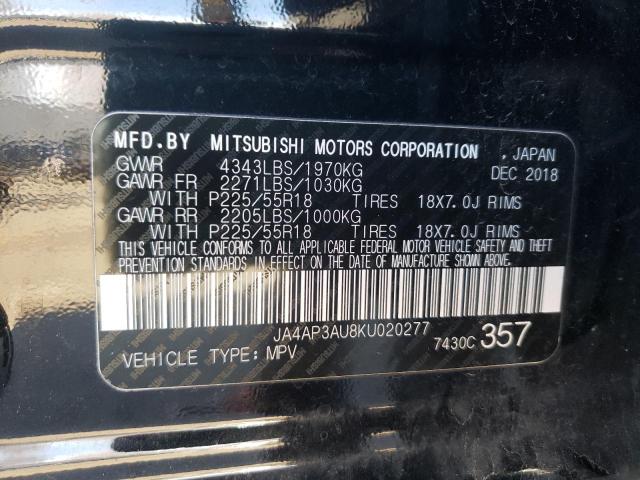 MFD.BY MITSUBISHI MOTORS CORPORATION , JAPAN
GVWR 4343LBS/1970KG DEC 2018
GAWR FR 2271LBS/1030KG
WITH P225/55R18 TIRES 18X7.0J RIMS
GAWR RR 2205LBS/1000KG
WITH P225/55R18 TIRES 18X7.0J RIMS
THIS VEHICLE CONFORMS TO ALL APPLICABLE FEDERAL MOTOR VEHICLE SAFETY AND THEFT
PREVENTION STANDARDS IN EFFECT ON THE DATE OF MANUFACTURE SHOWN ABOVE.
JA4AP3AU8KU020277 7430C 357
VEHICLE TYPE: MPV